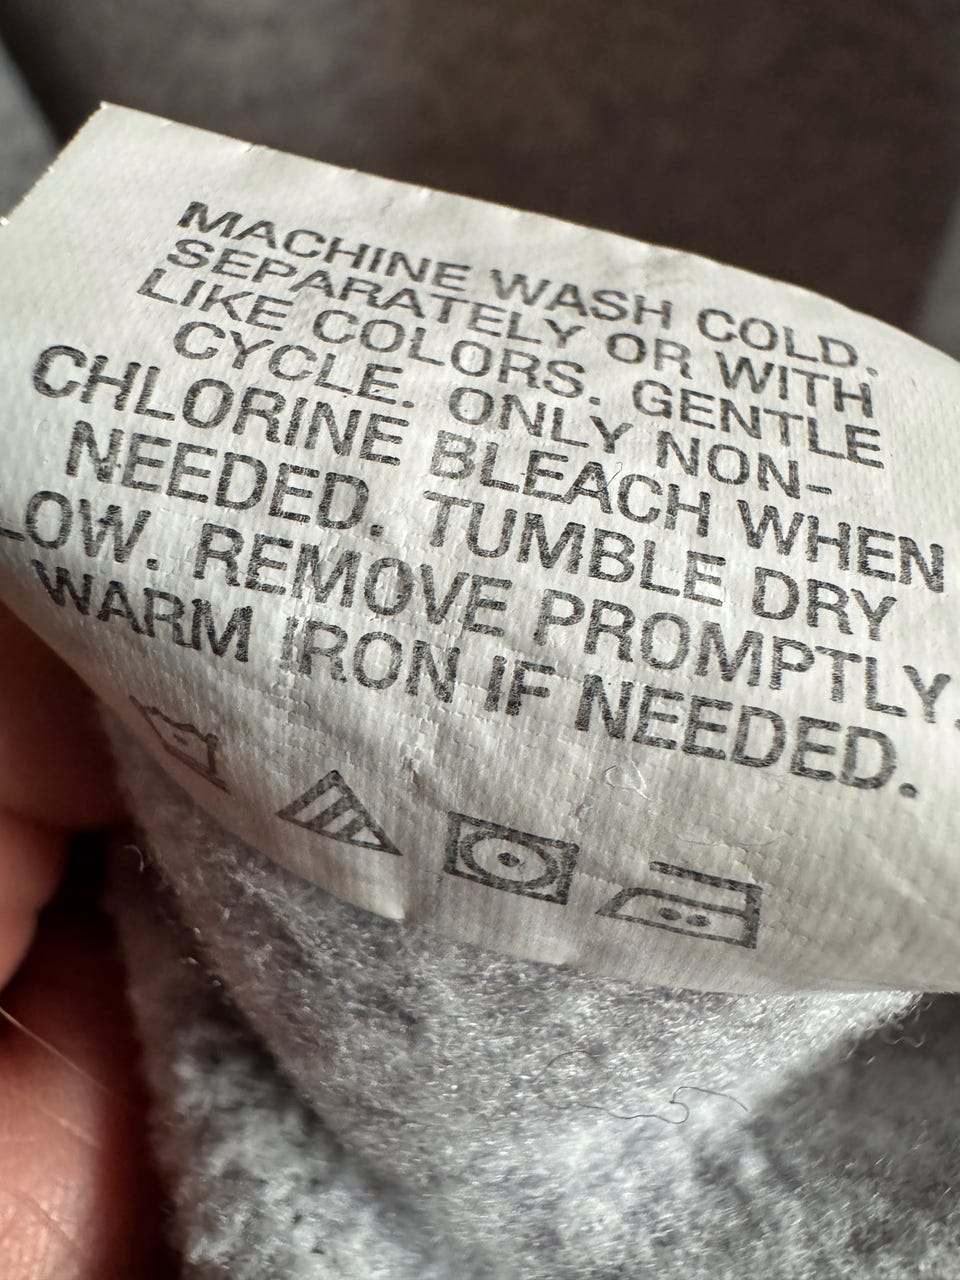 MACHINE WASH COLD.
SEPARATELY OR WITH
LIKE COLORS. GENTLE
CYCLE. ONLY NON-
CHLORINE BLEACH WHEN
NEEDED. TUMBLE DRY
LOW. REMOVE PROMPTLY.
WARM IRON IF NEEDED.